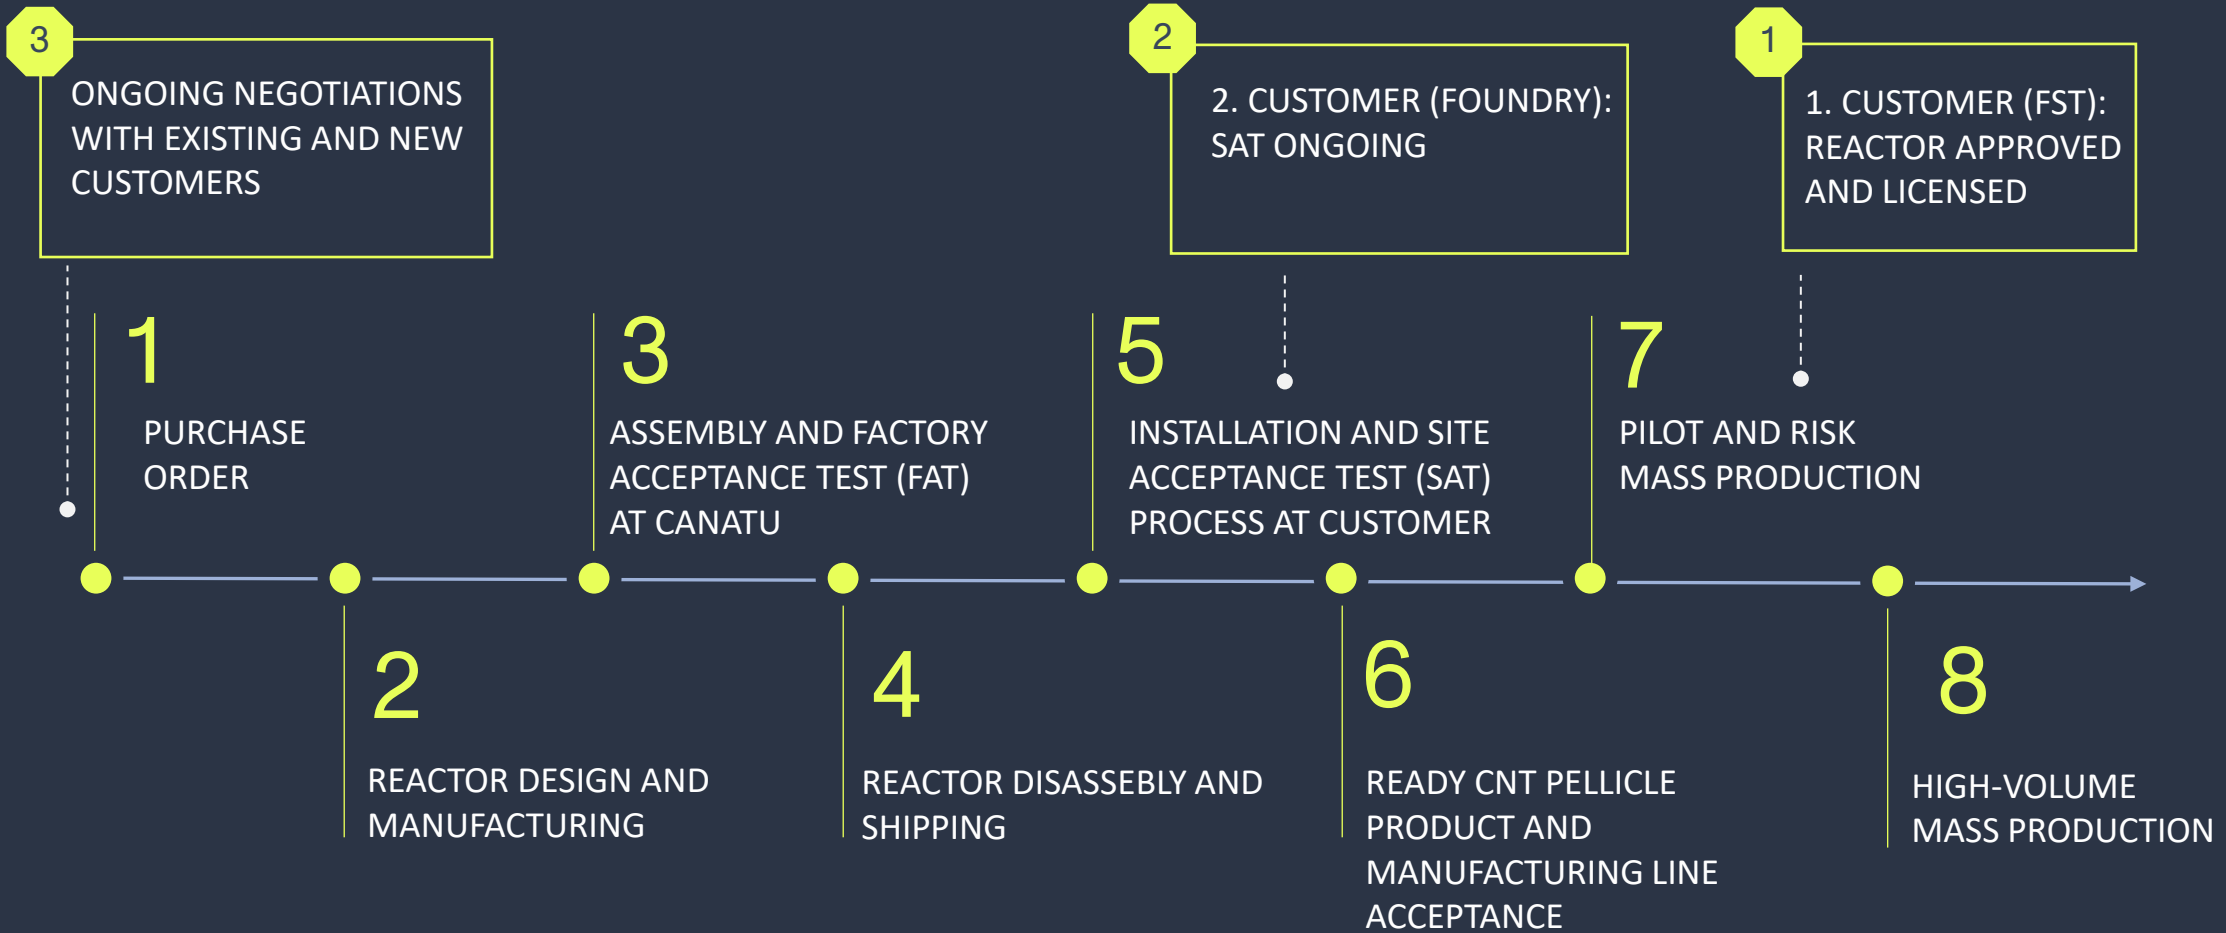 3
ONGOING NEGOTIATIONS
WITH EXISTING AND NEW
CUSTOMERS
2
2. CUSTOMER (FOUNDRY):
SAT ONGOING
1
1. CUSTOMER (FST):
REACTOR APPROVED
AND LICENSED
1
PURCHASE
ORDER
3
ASSEMBLY AND FACTORY
ACCEPTANCE TEST (FAT)
AT CANATU
5
INSTALLATION AND SITE
ACCEPTANCE TEST (SAT)
PROCESS AT CUSTOMER
7
PILOT AND RISK
MASS PRODUCTION
2
REACTOR DESIGN AND
MANUFACTURING
4
REACTOR DISASSEBLY AND
SHIPPING
6
READY CNT PELLICLE
PRODUCT AND
MANUFACTURING LINE
ACCEPTANCE
8
HIGH-VOLUME
MASS PRODUCTION